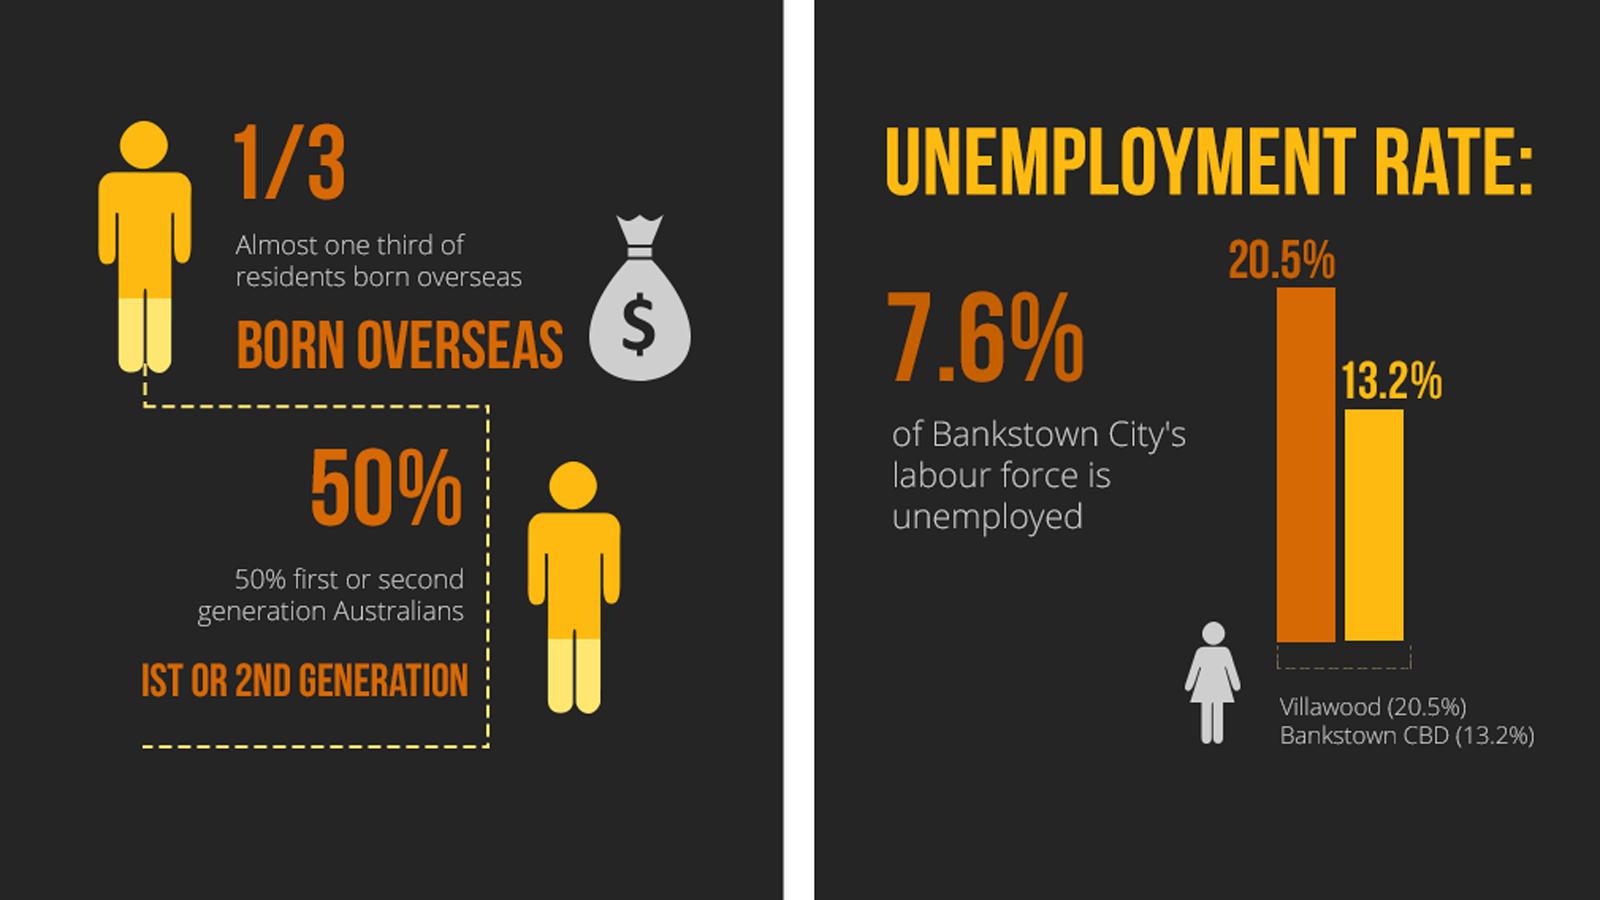 1/3
Almost one third of
residents born overseas
BORN OVERSEAS
$
50%
50% first or second
generation Australians
IST OR 2ND GENERATION
UNEMPLOYMENT RATE:
7.6%
of Bankstown City's
labour force is
unemployed
20.5%
13.2%
Villawood (20.5%)
Bankstown CBD (13.2%)